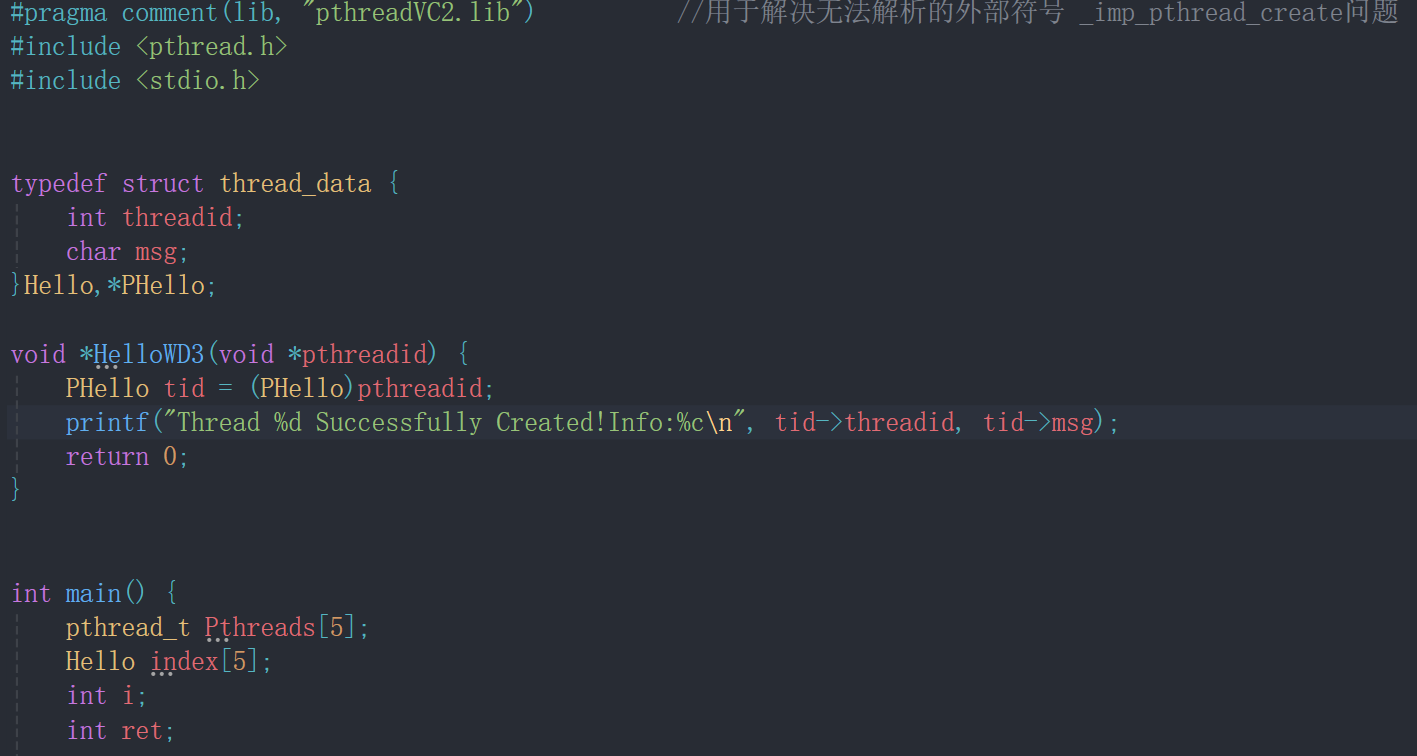 #pragma comment(lib, "pthreadVC2.lib")          //用于解决无法解析的外部符号 _imp_pthread_create问题
#include <pthread.h>
#include <stdio.h>
typedef struct thread_data {
    int threadid;
    char msg;
}Hello,*PHello;
void *HelloWD3(void *pthreadid) {
    PHello tid = (PHello)pthreadid;
    printf("Thread %d Successfully Created!Info:%c\n", tid->threadid, tid->msg);
    return 0;
}
int main() {
    pthread_t Pthreads[5];
    Hello index[5];
    int i;
    int ret;